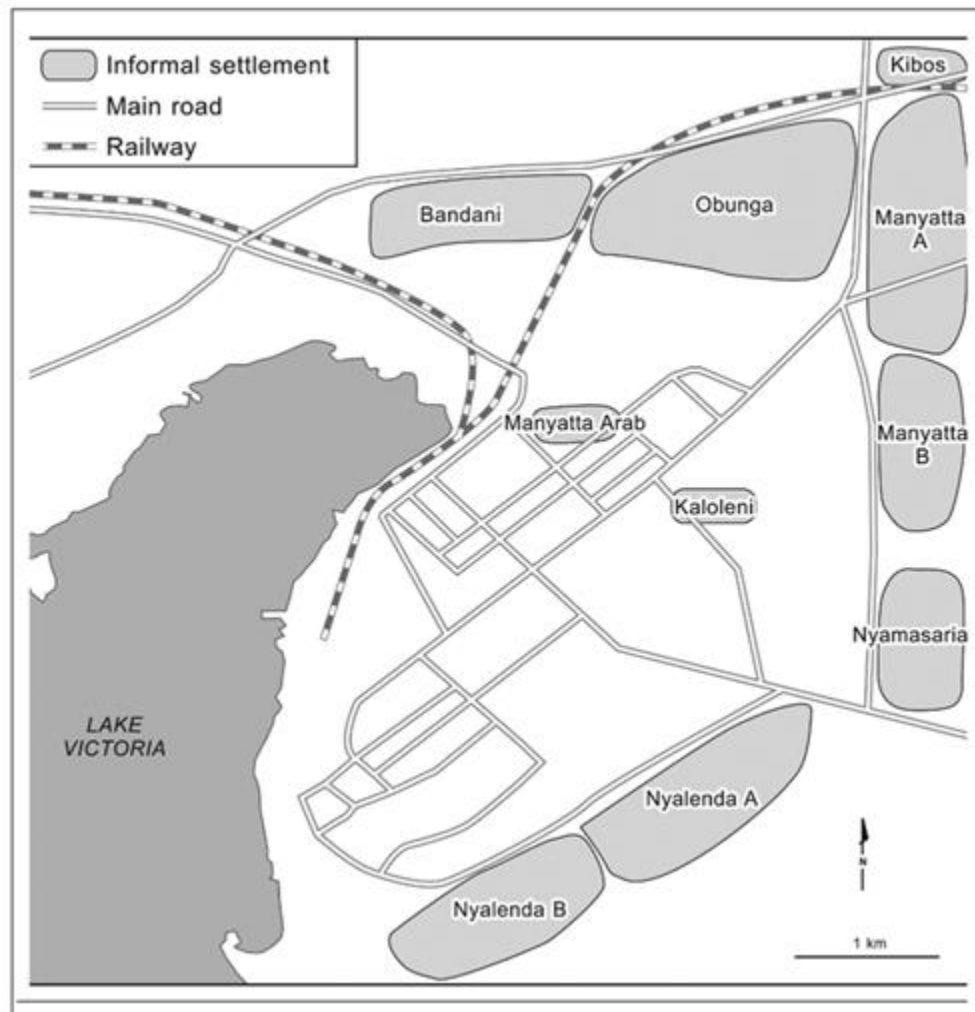 Informal settlement
Main road
Railway
Kibos
Bandani
Obunga
Manyatta
A
Manyatta Arab
Manyatta
B
Kaloleni
Nyamasaria
LAKE
VICTORIA
Nyalenda A
Nyalenda B
N
1 km